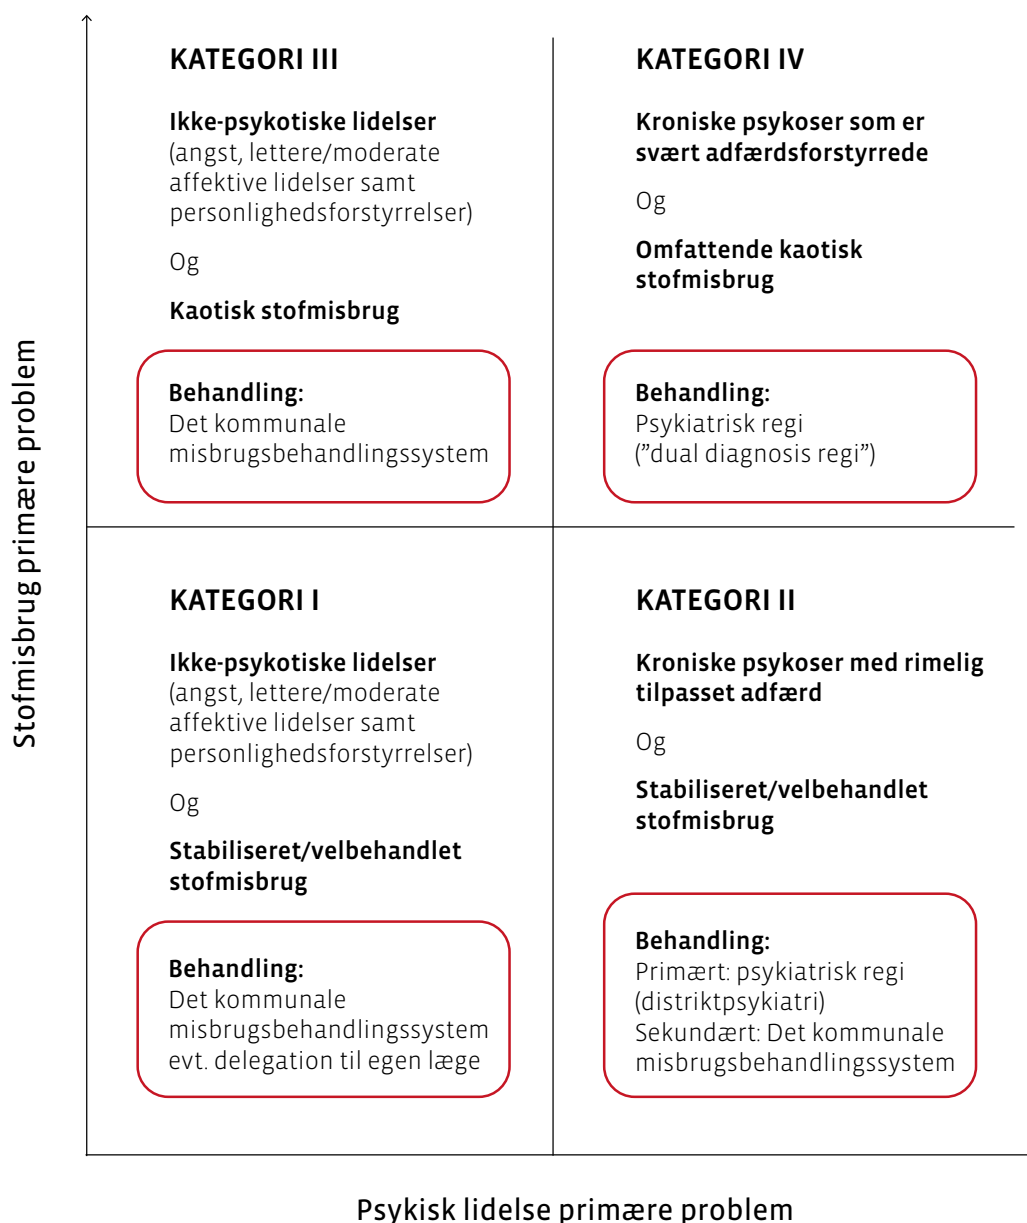 Stofmisbrug primære problem
KATEGORI III
Ikke-psykotiske lidelser
(angst, lettere/moderate
affektive lidelser samt
personlighedsforstyrrelser)
Og
Kaotisk stofmisbrug
Behandling:
Det kommunale
misbrugsbehandlingssystem
KATEGORI IV
Kroniske psykoser som er
svært adfærdsforstyrrede
Og
Omfattende kaotisk
stofmisbrug
Behandling:
Psykiatrisk regi
(”dual diagnosis regi”)
KATEGORI I
Ikke-psykotiske lidelser
(angst, lettere/moderate
affektive lidelser samt
personlighedsforstyrrelser)
Og
Stabiliseret/velbehandlet
stofmisbrug
Behandling:
Det kommunale
misbrugsbehandlingssystem
evt. delegation til egen læge
KATEGORI II
Kroniske psykoser med rimelig
tilpasset adfærd
Og
Stabiliseret/velbehandlet
stofmisbrug
Behandling:
Primært: psykiatrisk regi
(distriktpsykiatri)
Sekundært: Det kommunale
misbrugsbehandlingssystem
Psykisk lidelse primære problem